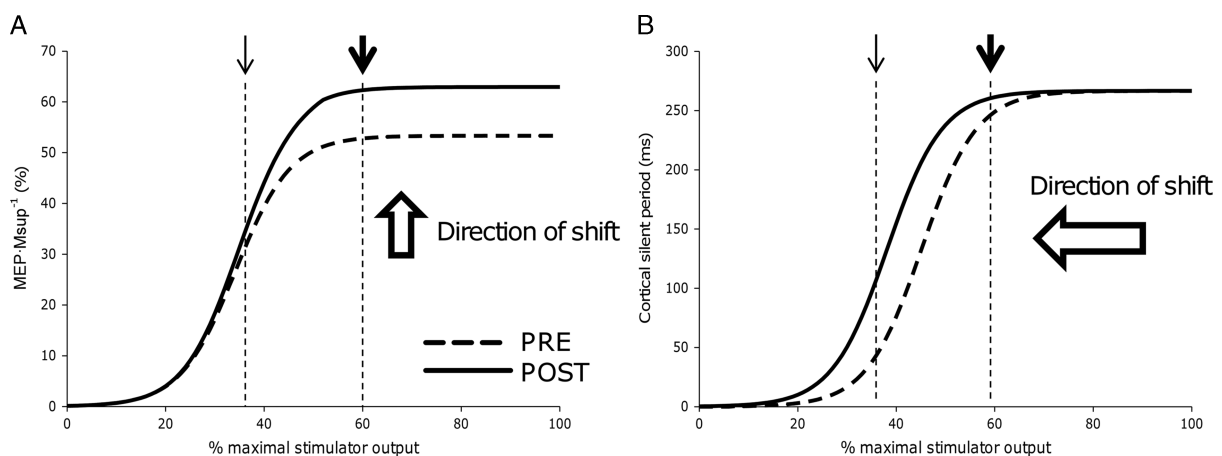 A
70
60
50
40
30
20
10
0
MEP·Msup⁻¹ (%)
0 20 40 60 80 100
% maximal stimulator output
Direction of shift
PRE
POST
B
300
250
200
150
100
50
0
Cortical silent period (ms)
0 20 40 60 80 100
% maximal stimulator output
Direction of shift